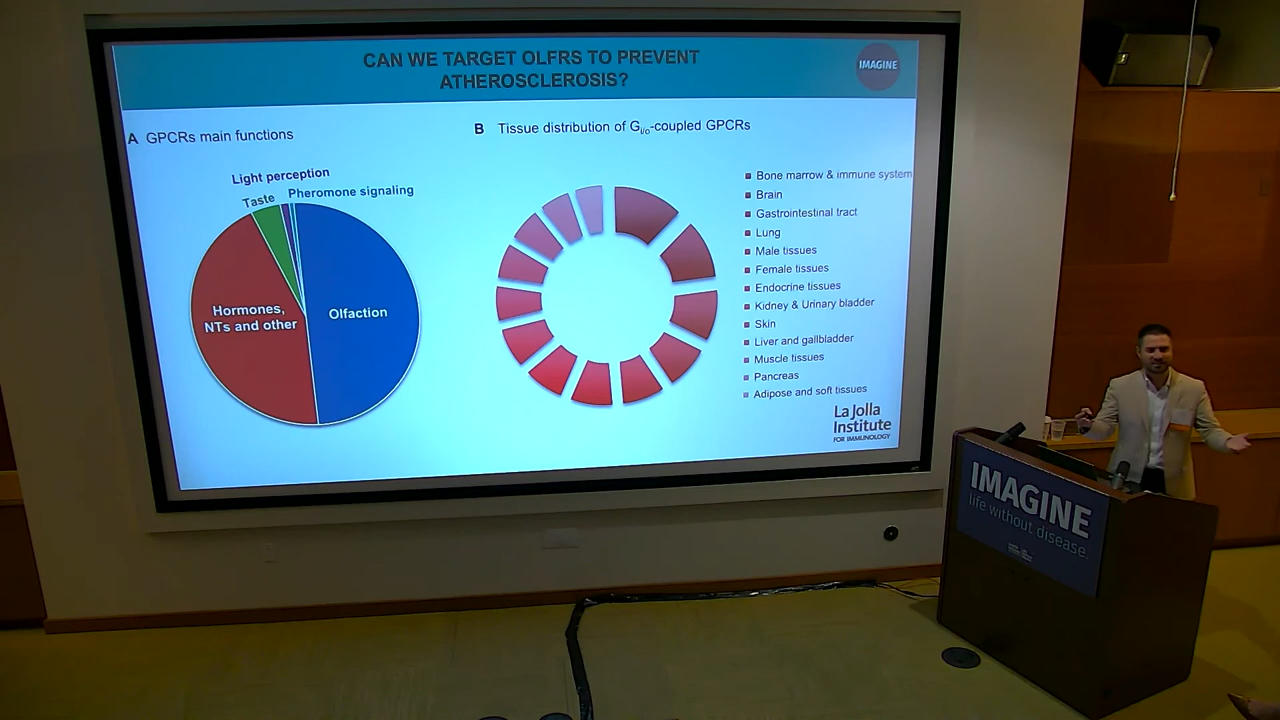 CAN WE TARGET OLFRS TO PREVENT
ATHEROSCLEROSIS?
IMAGINE
A GPCRs main functions
Light perception
Taste
Pheromone signaling
Hormones,
NTs and other
Olfaction
B Tissue distribution of Gi/o-coupled GPCRs
Bone marrow & immune system
Brain
Gastrointestinal tract
Lung
Male tissues
Female tissues
Endocrine tissues
Kidney & Urinary bladder
Skin
Liver and gallbladder
Muscle tissues
Pancreas
Adipose and soft tissues
La Jolla
Institute
FOR IMMUNOLOGY
IMAGINE
life without disease.